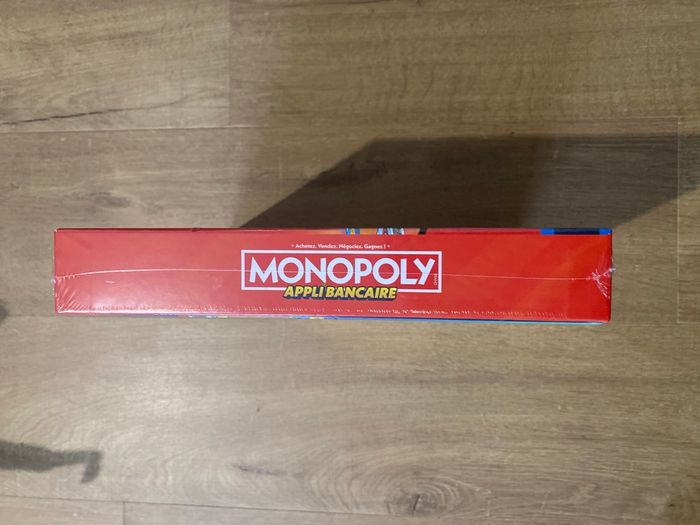 Achetez. Vendez. Négociez. Gagnez !
MONOPOLY
APPLI BANCAIRE